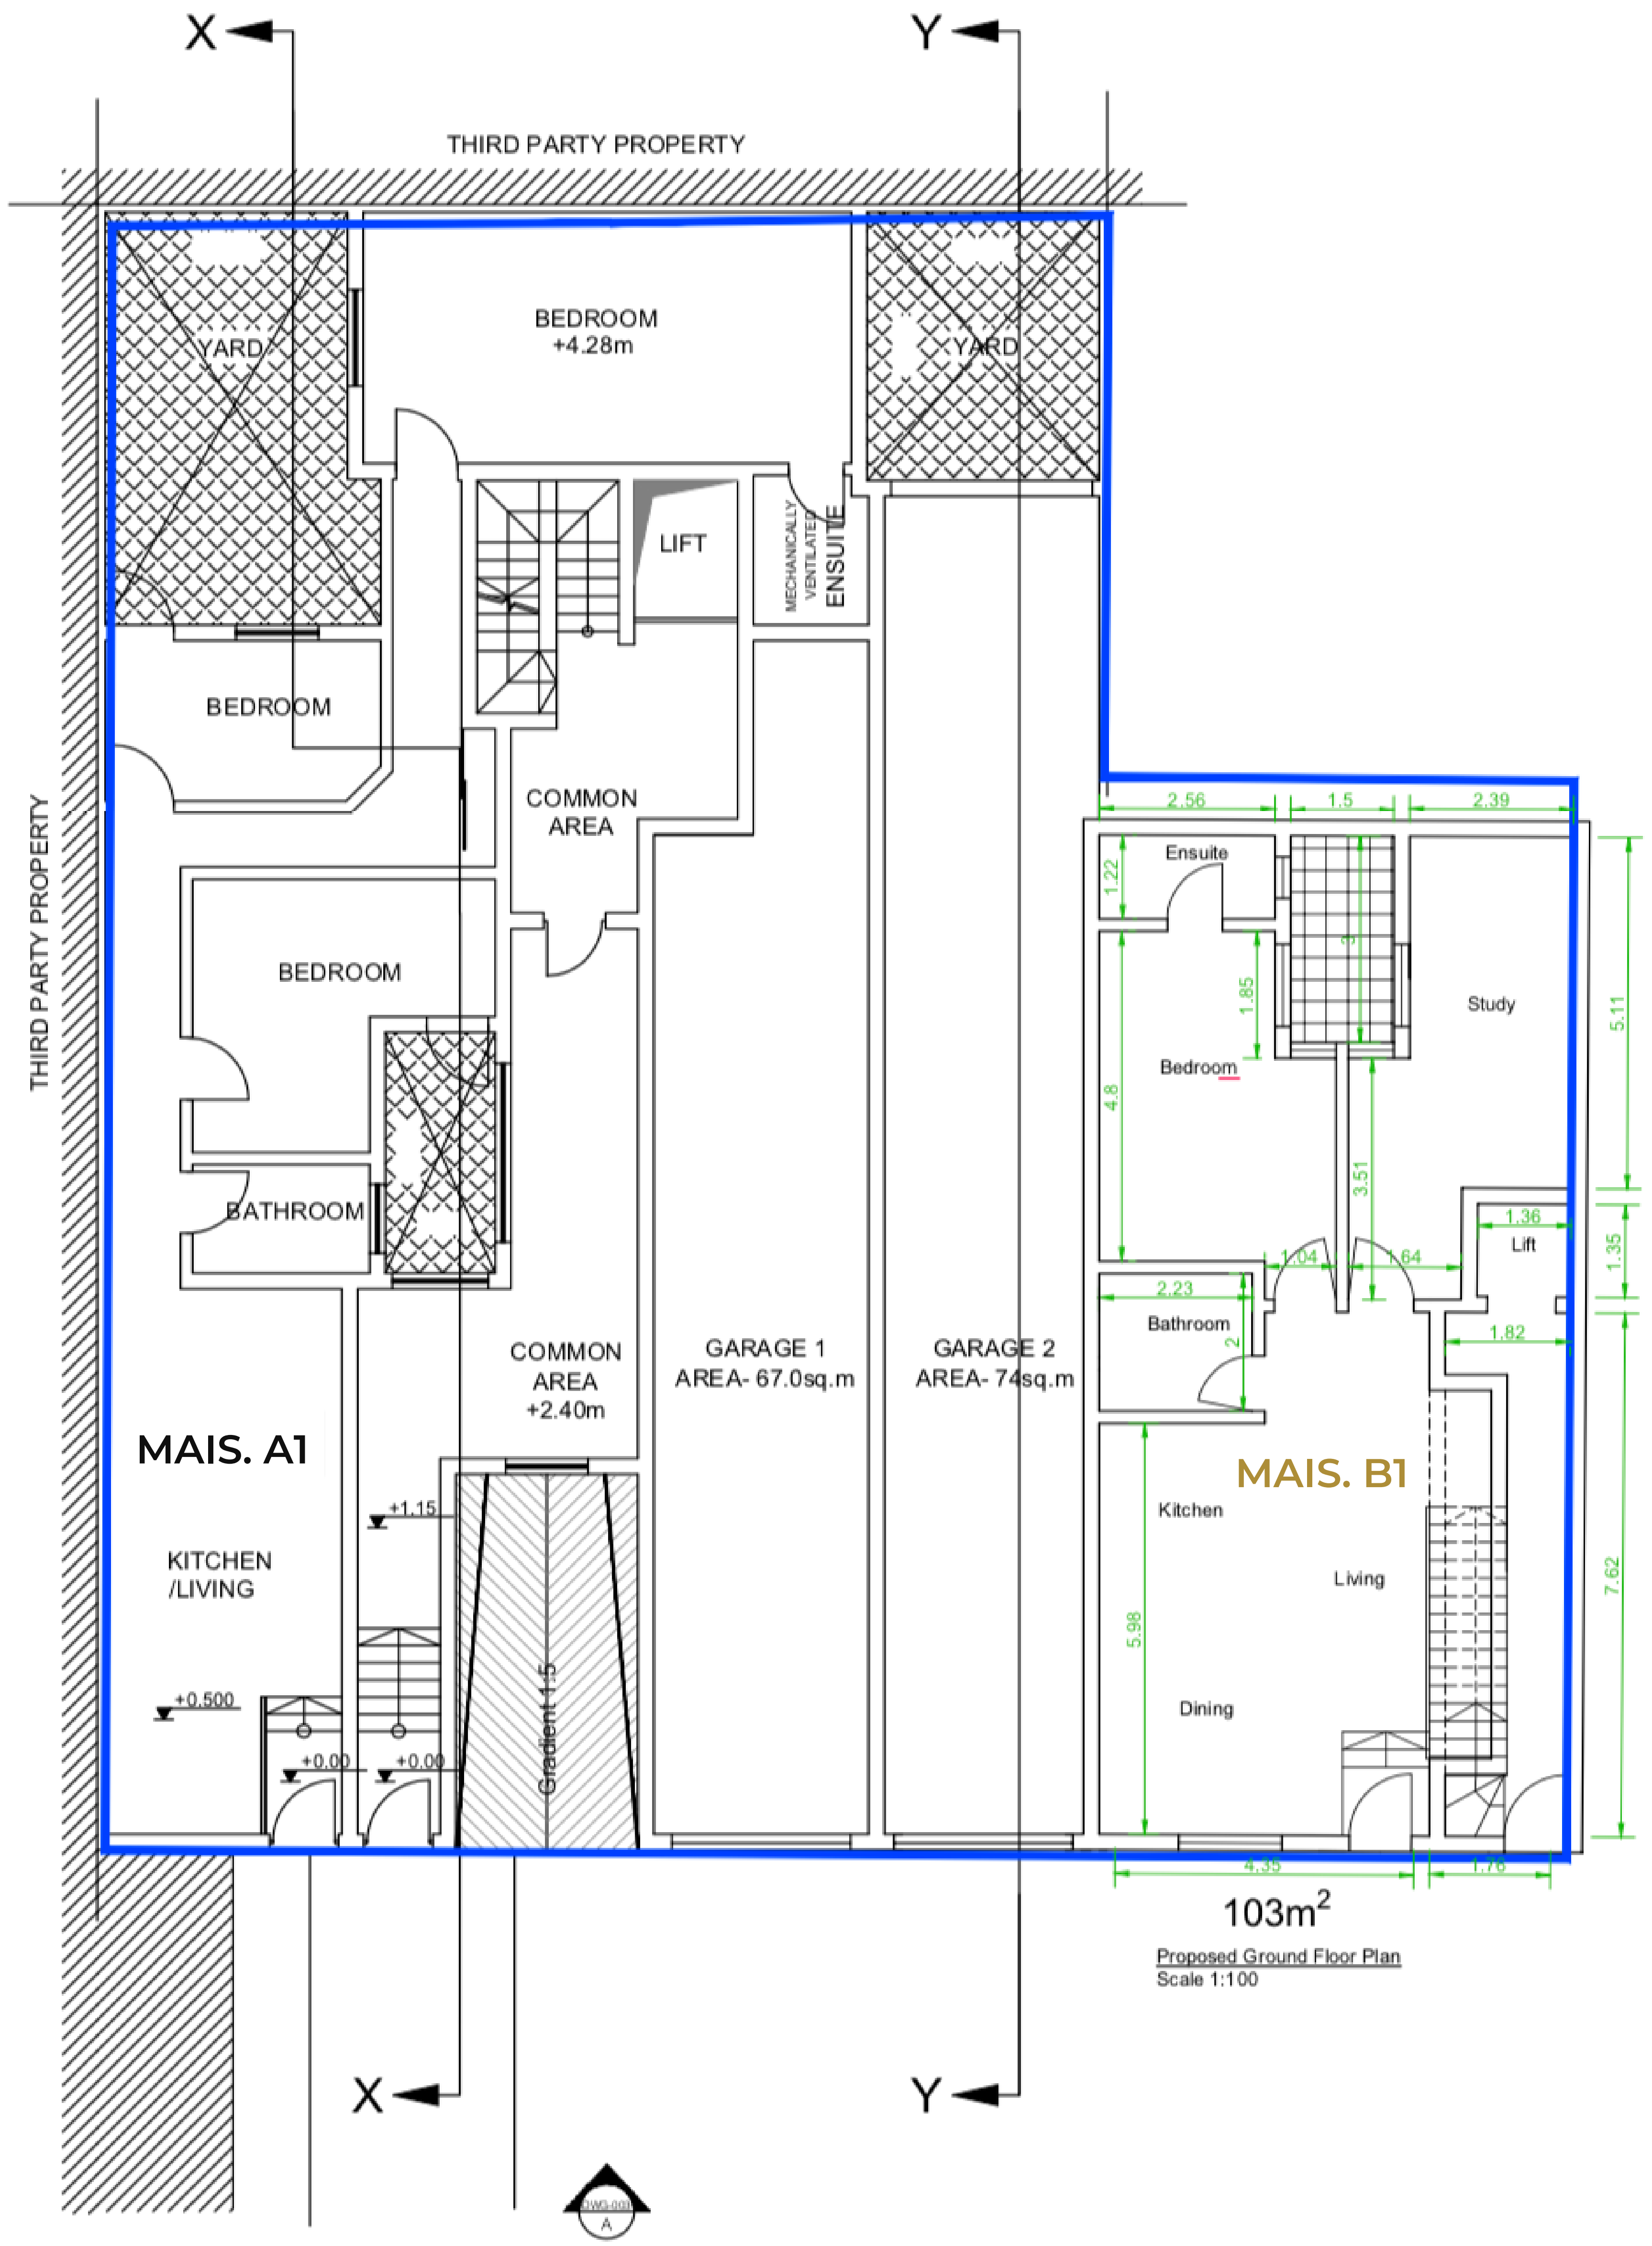 X
Y
THIRD PARTY PROPERTY
THIRD PARTY PROPERTY
YARD
BEDROOM
+4.28m
YARD
LIFT
MECHANICALLY
VENTILATED
ENSUITE
BEDROOM
COMMON
AREA
BEDROOM
BATHROOM
COMMON
AREA
+2.40m
GARAGE 1
AREA- 67.0sq.m
GARAGE 2
AREA- 74sq.m
MAIS. A1
KITCHEN
/LIVING
+1.15
+0.500
+0.00
+0.00
Gradient 1:5
2.56
1.5
2.39
Ensuite
1.22
3
1.85
Study
5.11
Bedroom
4.8
3.51
1.36
Lift
1.35
1.04
1.64
2.23
Bathroom
2
1.82
MAIS. B1
Kitchen
Living
7.62
5.98
Dining
4.35
1.76
103m²
Proposed Ground Floor Plan
Scale 1:100
X
Y
DWG-003
A